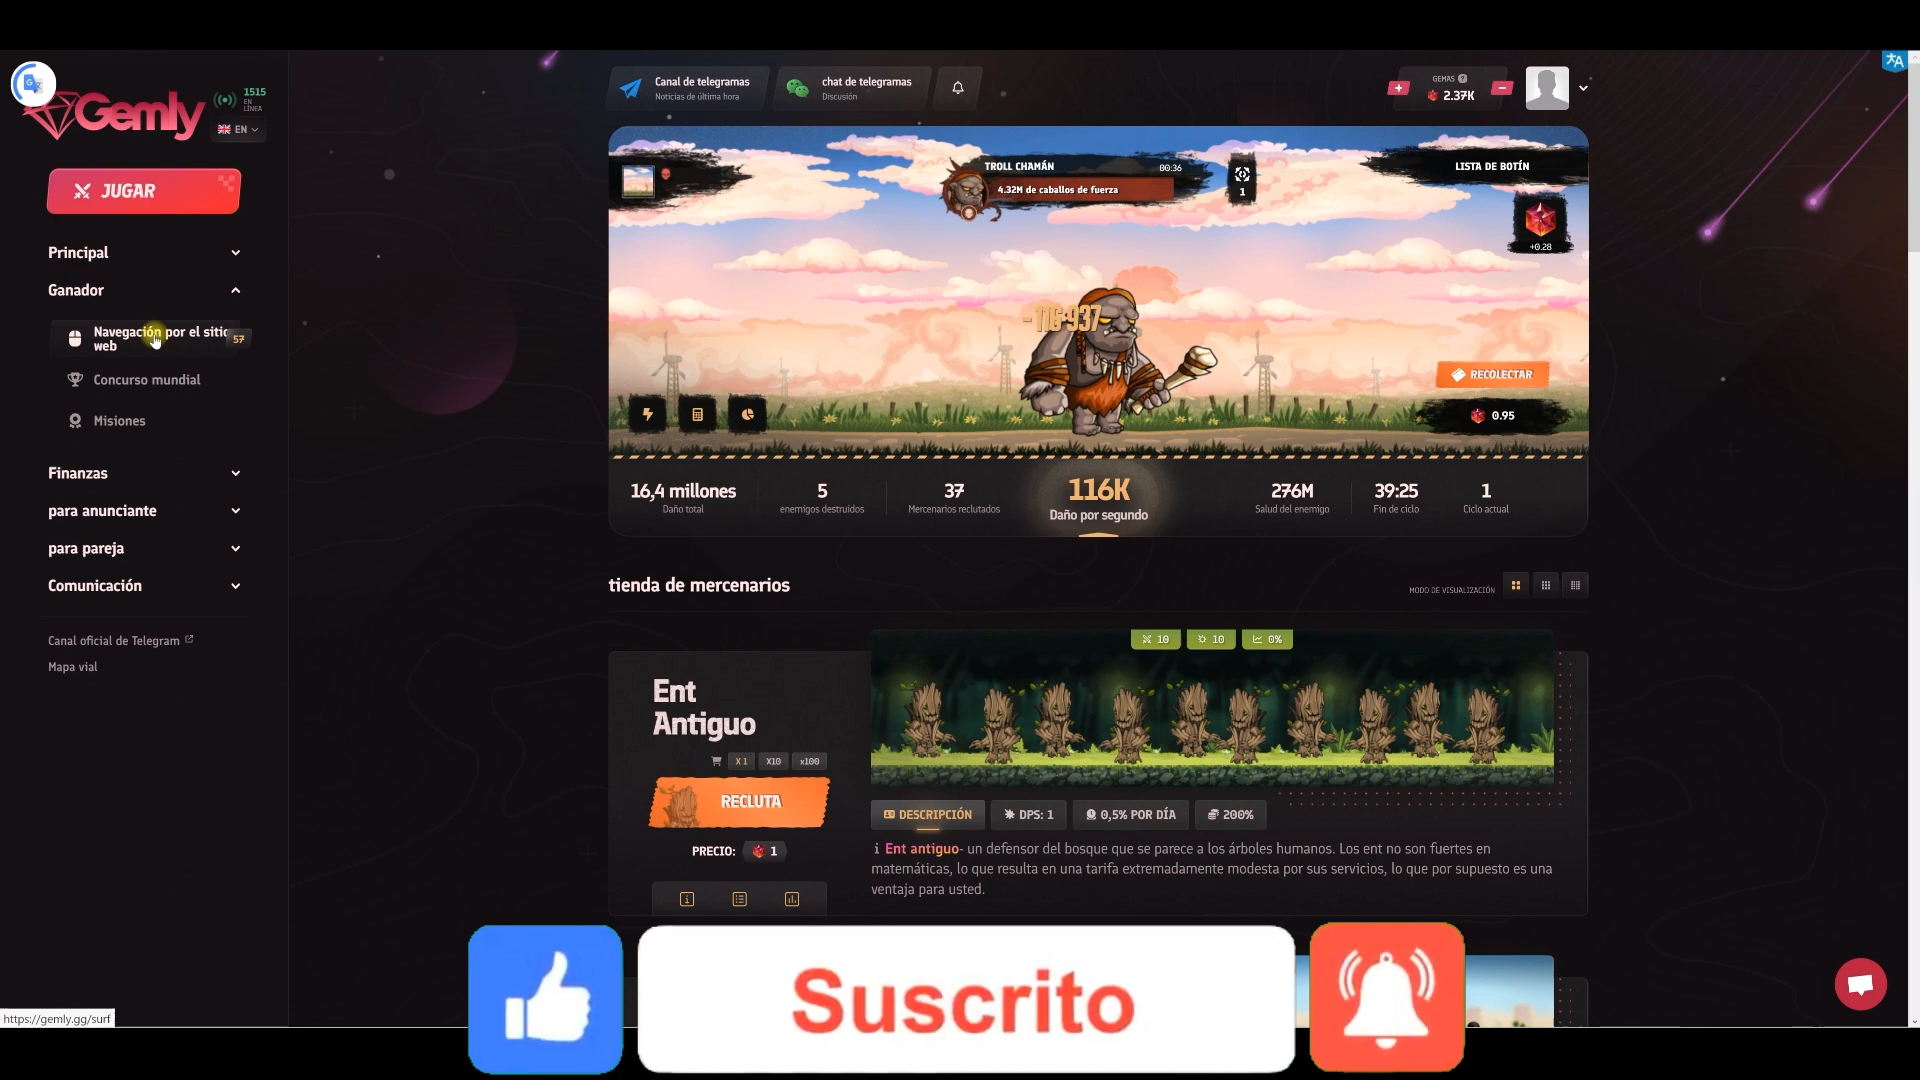 Gemly
1515
EN
LÍNEA
EN
JUGAR
Principal
Ganador
Navegación por el sitio
web
57
Concurso mundial
Misiones
Finanzas
para anunciante
para pareja
Comunicación
Canal oficial de Telegram
Mapa vial
https://gemly.gg/surf
Canal de telegramas
Noticias de última hora
chat de telegramas
Discusión
GEMAS
2.37K
TROLL CHAMÁN
00:36
4.32M de caballos de fuerza
1
LISTA DE BOTÍN
+0.28
-116 937
RECOLECTAR
0.95
16,4 millones
Daño total
5
enemigos destruidos
37
Mercenarios reclutados
116K
Daño por segundo
276M
Salud del enemigo
39:25
Fin de ciclo
1
Ciclo actual
tienda de mercenarios
MODO DE VISUALIZACIÓN
10 10 0%
Ent
Antiguo
X 1 X10 x100
RECLUTA
PRECIO: 1
DESCRIPCIÓN DPS: 1 0,5% POR DÍA 200%
Ent antiguo- un defensor del bosque que se parece a los árboles humanos. Los ent no son fuertes en
matemáticas, lo que resulta en una tarifa extremadamente modesta por sus servicios, lo que por supuesto es una
ventaja para usted.
Suscrito